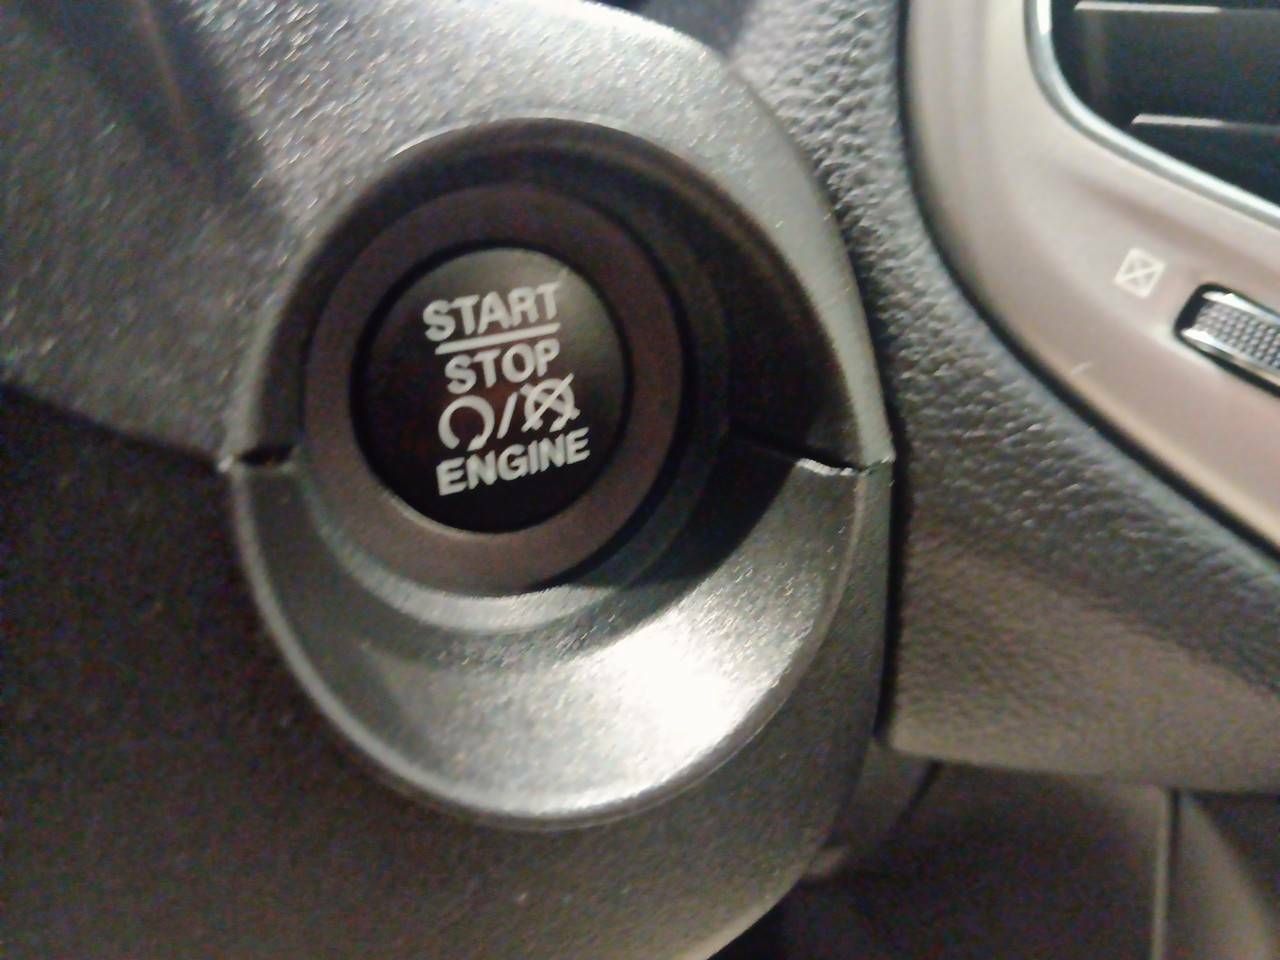 START
STOP
/
ENGINE